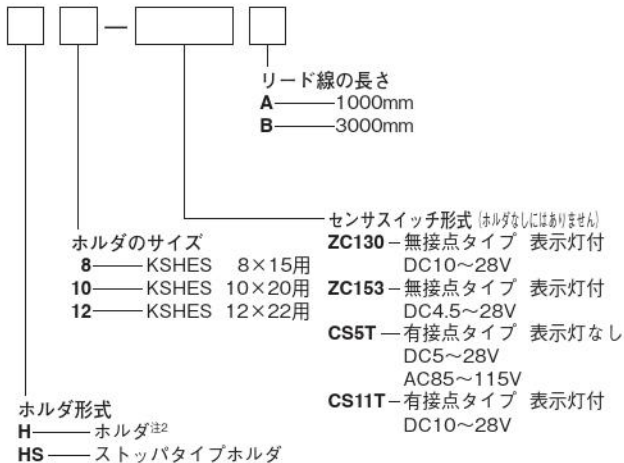 リード線の長さ
A 1000mm
B 3000mm
センサスイッチ形式(ホルダなしにはありません)
ZC130 無接点タイプ 表示灯付
DC10〜28V
ZC153 無接点タイプ 表示灯付
DC4.5〜28V
CS5T 有接点タイプ 表示灯なし
DC5〜28V
AC85〜115V
CS11T 有接点タイプ 表示灯付
DC10〜28V
ホルダのサイズ
8 KSHES 8×15用
10 KSHES 10×20用
12 KSHES 12×22用
ホルダ形式
H ホルダ注2
HS ストッパタイプホルダ